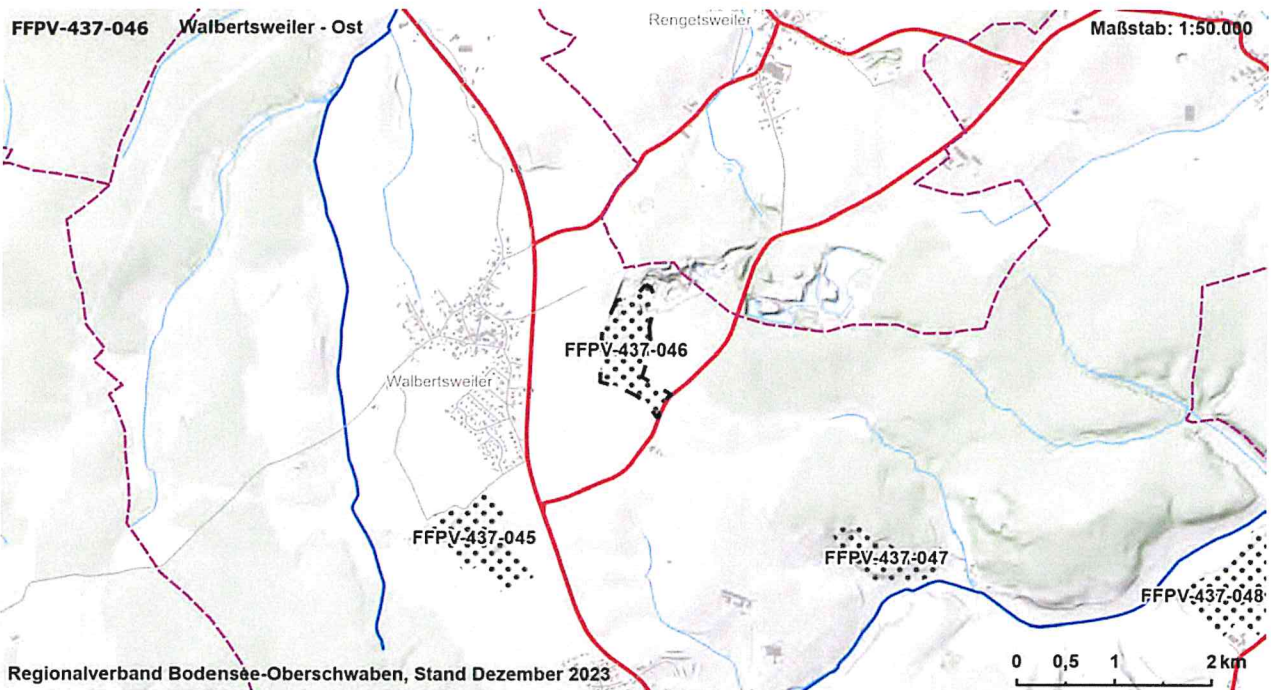 FFPV-437-046 Walbertsweiler - Ost
Rengetsweiler
Maßstab: 1:50.000
FFPV-437-046
Walbertsweiler
FFPV-437-045
FFPV-437-047
FFPV-437-048
Regionalverband Bodensee-Oberschwaben, Stand Dezember 2023
0 0,5 1 2 km